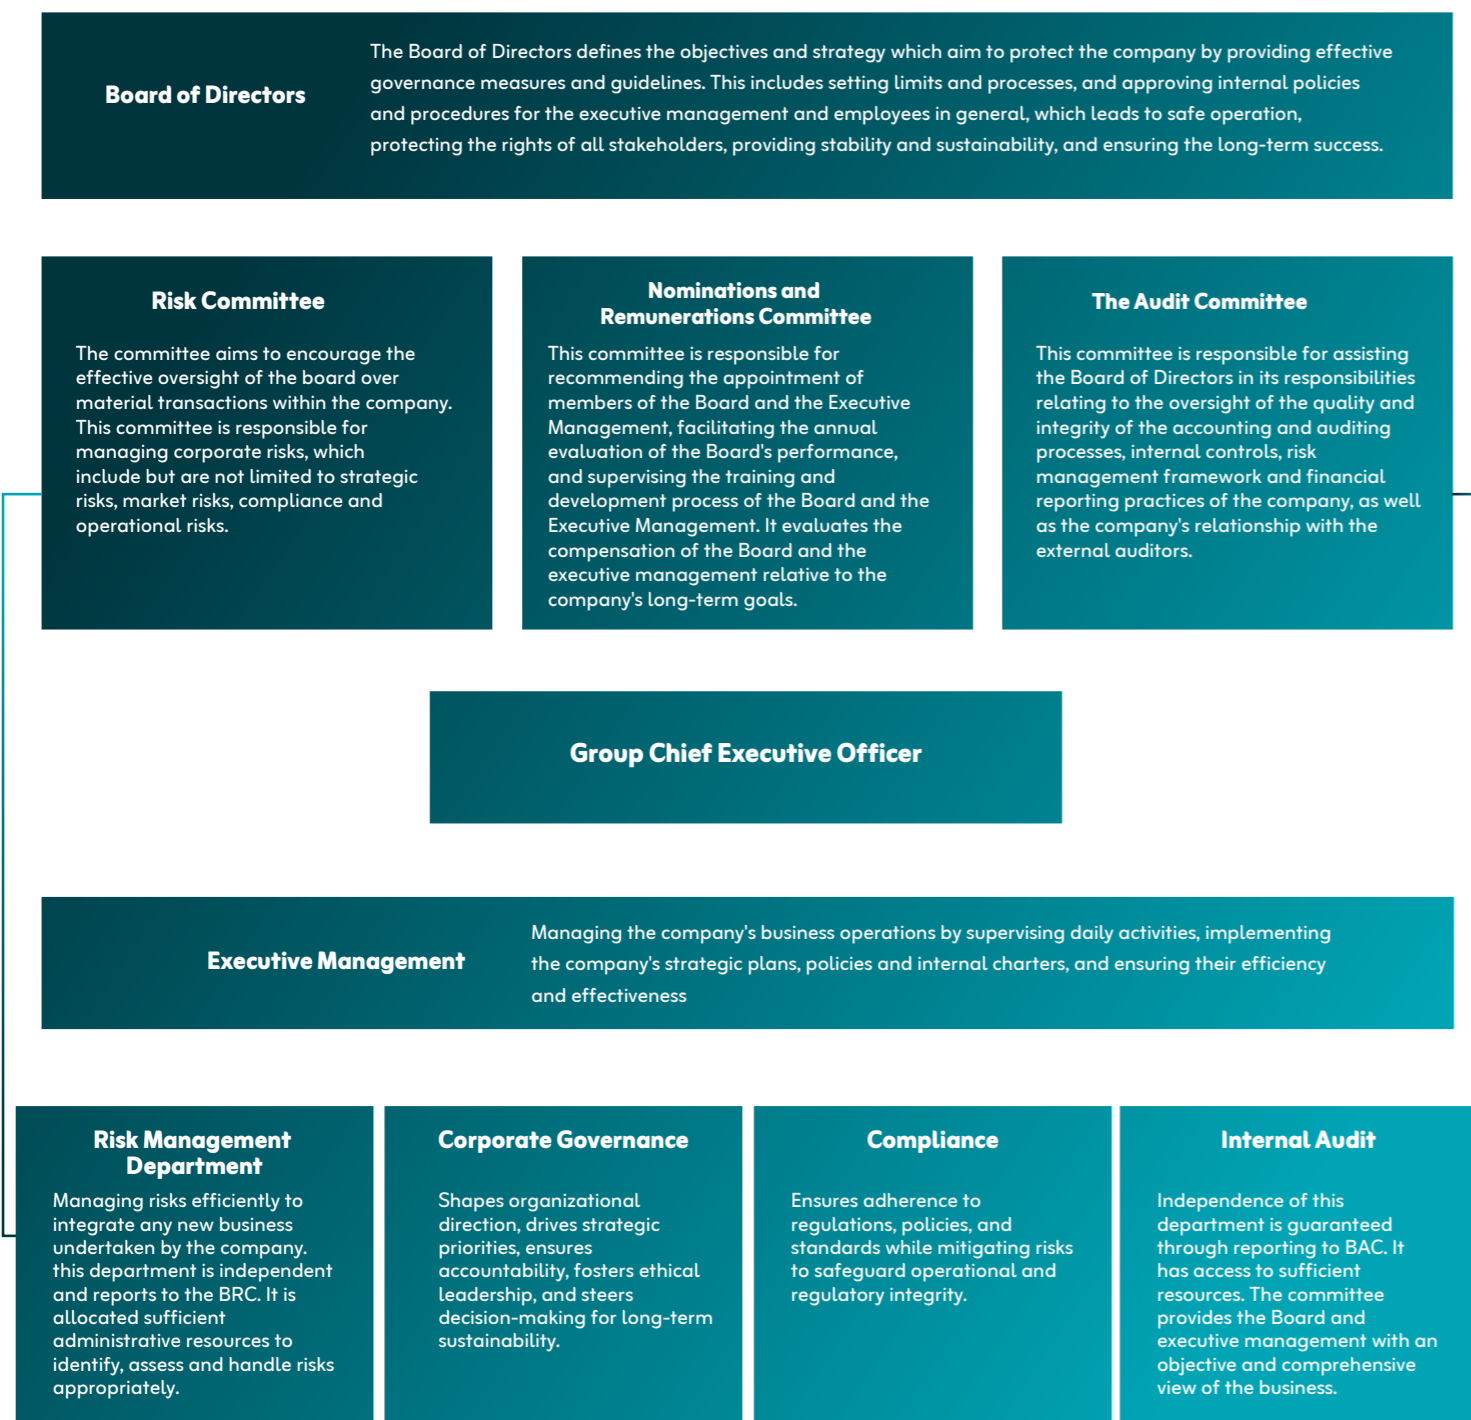 Board of Directors
The Board of Directors defines the objectives and strategy which aim to protect the company by providing effective
governance measures and guidelines. This includes setting limits and processes, and approving internal policies
and procedures for the executive management and employees in general, which leads to safe operation,
protecting the rights of all stakeholders, providing stability and sustainability, and ensuring the long-term success.
Risk Committee
The committee aims to encourage the
effective oversight of the board over
material transactions within the company.
This committee is responsible for
managing corporate risks, which
include but are not limited to strategic
risks, market risks, compliance and
operational risks.
Nominations and
Remunerations Committee
This committee is responsible for
recommending the appointment of
members of the Board and the Executive
Management, facilitating the annual
evaluation of the Board's performance,
and supervising the training and
development process of the Board and the
Executive Management. It evaluates the
compensation of the Board and the
executive management relative to the
company's long-term goals.
The Audit Committee
This committee is responsible for assisting
the Board of Directors in its responsibilities
relating to the oversight of the quality and
integrity of the accounting and auditing
processes, internal controls, risk
management framework and financial
reporting practices of the company, as well
as the company's relationship with the
external auditors.
Group Chief Executive Officer
Executive Management
Managing the company's business operations by supervising daily activities, implementing
the company's strategic plans, policies and internal charters, and ensuring their efficiency
and effectiveness
Risk Management
Department
Managing risks efficiently to
integrate any new business
undertaken by the company.
this department is independent
and reports to the BRC. It is
allocated sufficient
administrative resources to
identify, assess and handle risks
appropriately.
Corporate Governance
Shapes organizational
direction, drives strategic
priorities, ensures
accountability, fosters ethical
leadership, and steers
decision-making for long-term
sustainability.
Compliance
Ensures adherence to
regulations, policies, and
standards while mitigating risks
to safeguard operational and
regulatory integrity.
Internal Audit
Independence of this
department is guaranteed
through reporting to BAC. It
has access to sufficient
resources. The committee
provides the Board and
executive management with an
objective and comprehensive
view of the business.